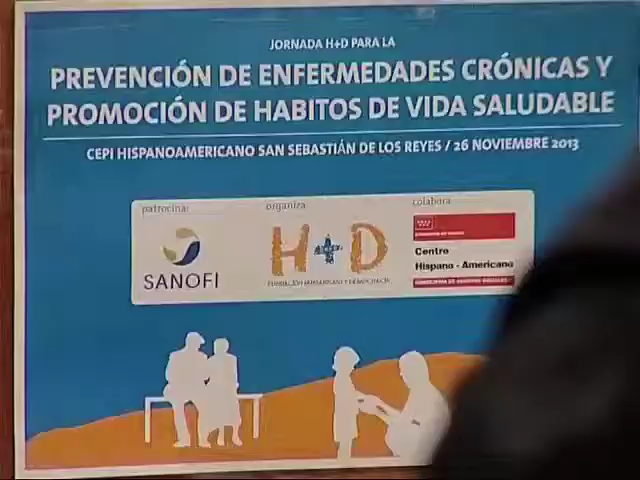 JORNADA H+D PARA LA
PREVENCIÓN DE ENFERMEDADES CRÓNICAS Y
PROMOCIÓN DE HABITOS DE VIDA SALUDABLE
CEPI HISPANOAMERICANO SAN SEBASTIÁN DE LOS REYES / 26 NOVIEMBRE 2013
patrocina:
organiza
colabora
SANOFI
H+D
Centro
Hispano - Americano